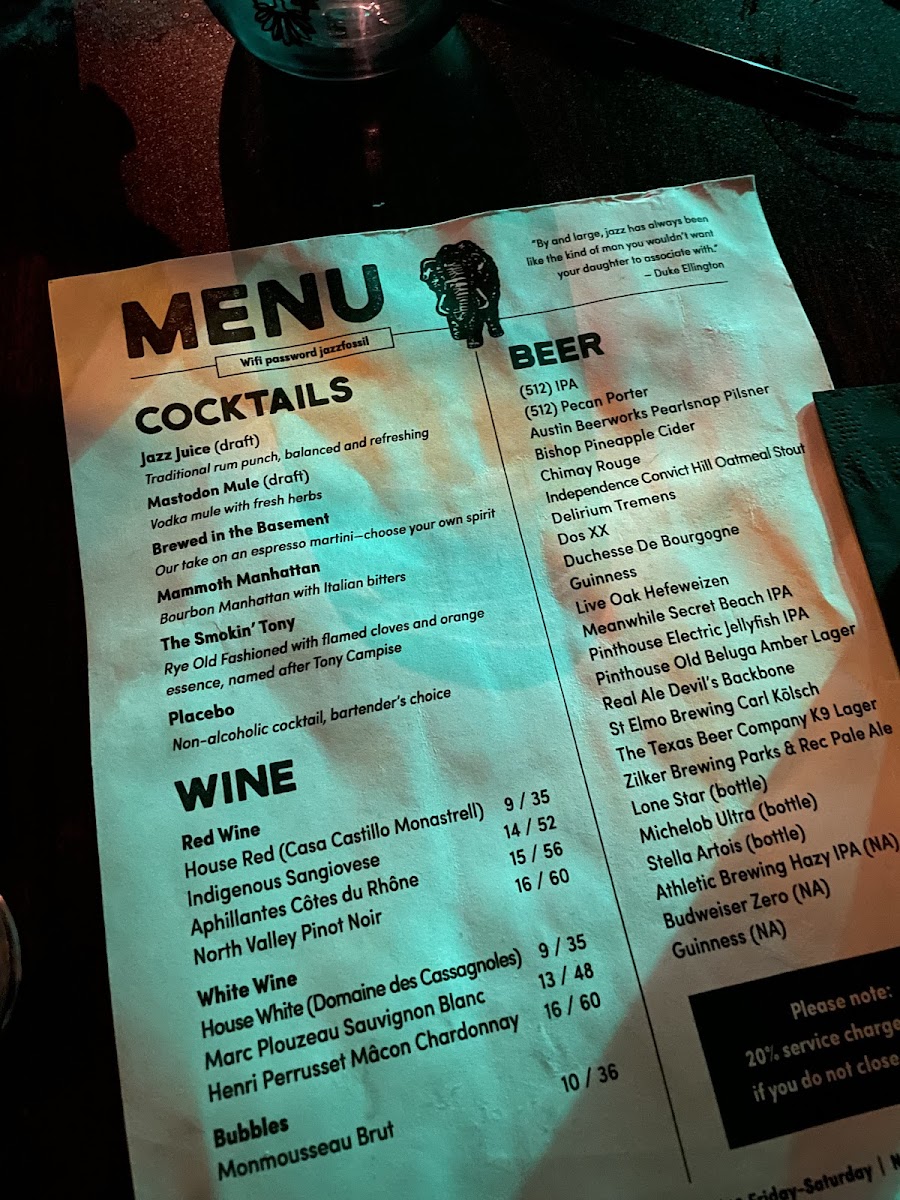 MENU
Wifi password jazzfossil
"By and large, jazz has always been
like the kind of man you wouldn't want
your daughter to associate with."
— Duke Ellington
COCKTAILS
Jazz Juice (draft)
Traditional rum punch, balanced and refreshing
Mastodon Mule (draft)
Vodka mule with fresh herbs
Brewed in the Basement
Our take on an espresso martini—choose your own spirit
Mammoth Manhattan
Bourbon Manhattan with Italian bitters
The Smokin' Tony
Rye Old Fashioned with flamed cloves and orange
essence, named after Tony Campise
Placebo
Non-alcoholic cocktail, bartender's choice
WINE
Red Wine
House Red (Casa Castillo Monastrell) 9 / 35
Indigenous Sangiovese 14 / 52
Aphillantes Côtes du Rhône 15 / 56
North Valley Pinot Noir 16 / 60
White Wine
House White (Domaine des Cassagnoles) 9 / 35
Marc Plouzeau Sauvignon Blanc 13 / 48
Henri Perrusset Mâcon Chardonnay 16 / 60
Bubbles
Monmousseau Brut 10 / 36
BEER
(512) IPA
(512) Pecan Porter
Austin Beerworks Pearlsnap Pilsner
Bishop Pineapple Cider
Chimay Rouge
Independence Convict Hill Oatmeal Stout
Delirium Tremens
Dos XX
Duchesse De Bourgogne
Guinness
Live Oak Hefeweizen
Meanwhile Secret Beach IPA
Pinthouse Electric Jellyfish IPA
Pinthouse Old Beluga Amber Lager
Real Ale Devil's Backbone
St Elmo Brewing Carl Kölsch
The Texas Beer Company K9 Lager
Zilker Brewing Parks & Rec Pale Ale
Lone Star (bottle)
Michelob Ultra (bottle)
Stella Artois (bottle)
Athletic Brewing Hazy IPA (NA)
Budweiser Zero (NA)
Guinness (NA)
Please note:
20% service charge
if you do not close
Friday-Saturday |